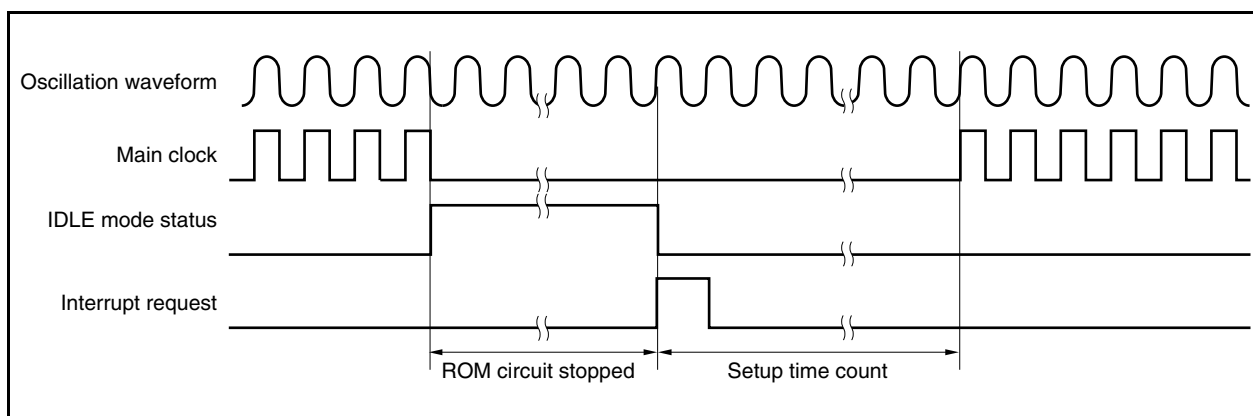 Oscillation waveform
Main clock
IDLE mode status
Interrupt request
ROM circuit stopped
Setup time count